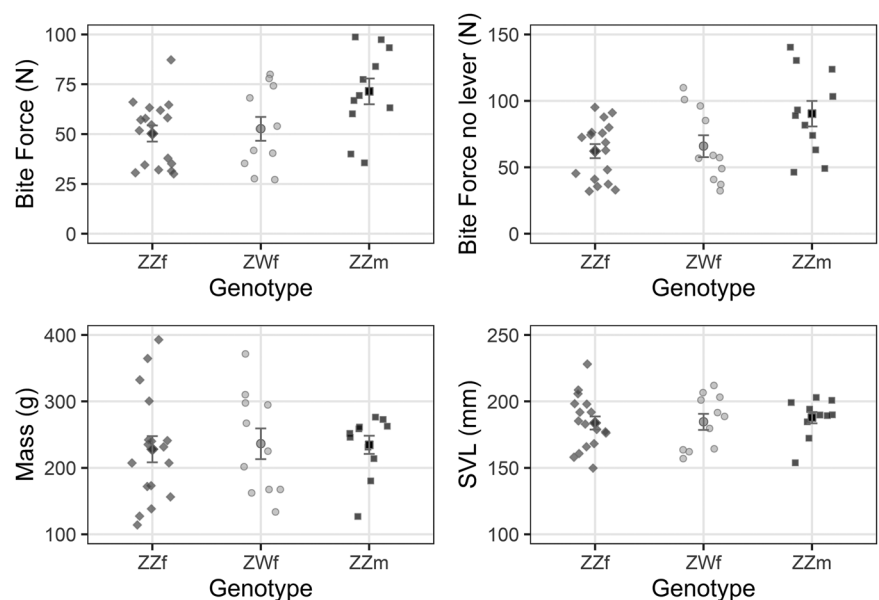 Bite Force (N)
100
75
50
25
0
ZZf ZWf ZZm
Genotype
Bite Force no lever (N)
150
100
50
0
ZZf ZWf ZZm
Genotype
Mass (g)
400
300
200
100
ZZf ZWf ZZm
Genotype
SVL (mm)
250
200
150
100
ZZf ZWf ZZm
Genotype